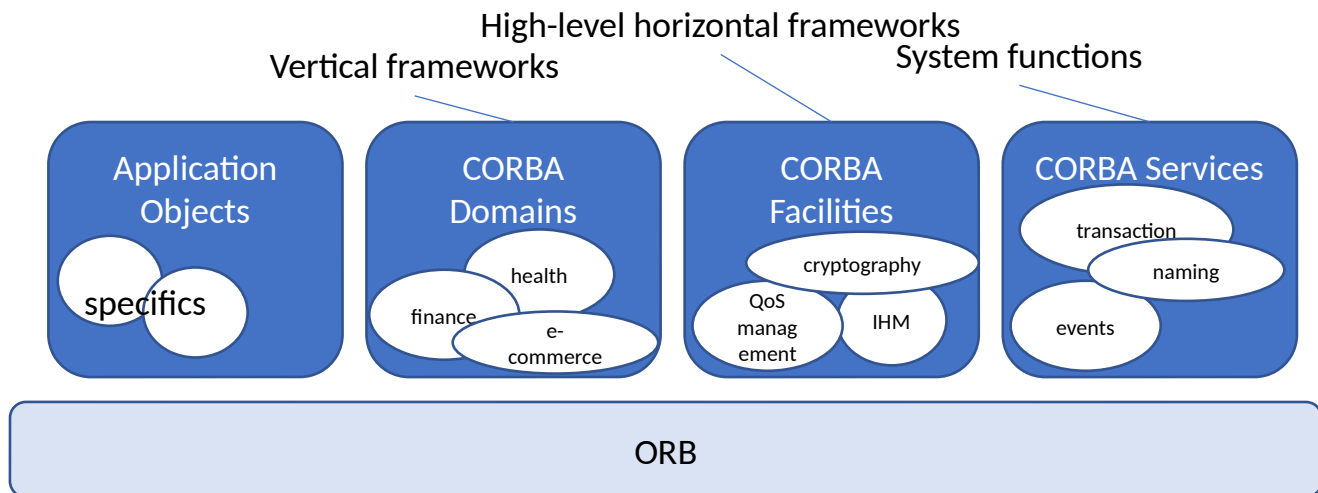 High-level horizontal frameworks
Vertical frameworks
System functions
Application
Objects
specifics
CORBA
Domains
health
finance
e-
commerce
CORBA
Facilities
cryptography
QoS
manag
ement
IHM
CORBA Services
transaction
naming
events
ORB